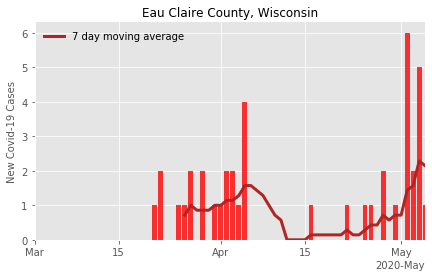 Eau Claire County, Wisconsin
7 day moving average
New Covid-19 Cases
6
5
4
3
2
1
0
Mar 15 Apr 15 May
2020-May